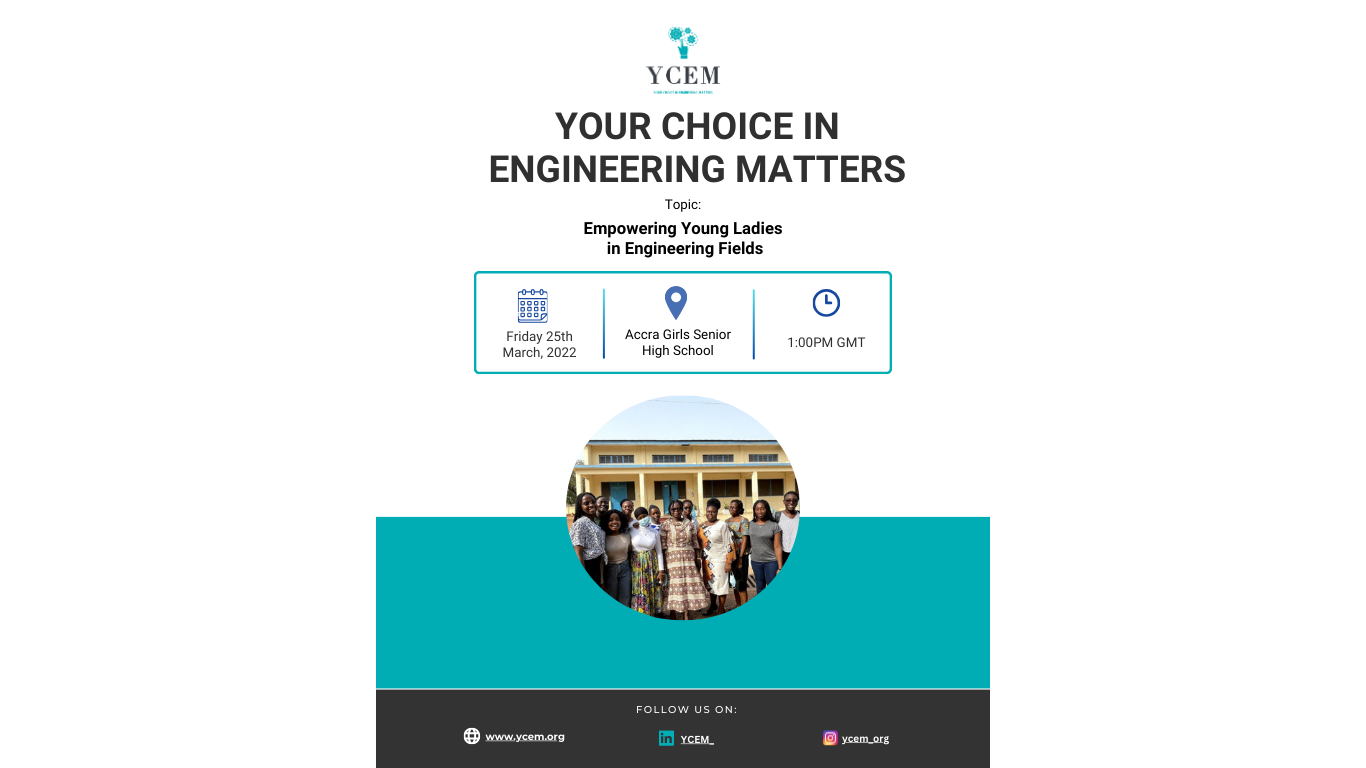 YCEM
YOUR CHOICE IN
ENGINEERING MATTERS
Topic:
Empowering Young Ladies
in Engineering Fields
Friday 25th
March, 2022
Accra Girls Senior
High School
1:00PM GMT
FOLLOW US ON:
www.ycem.org
YCEM_
ycem_org